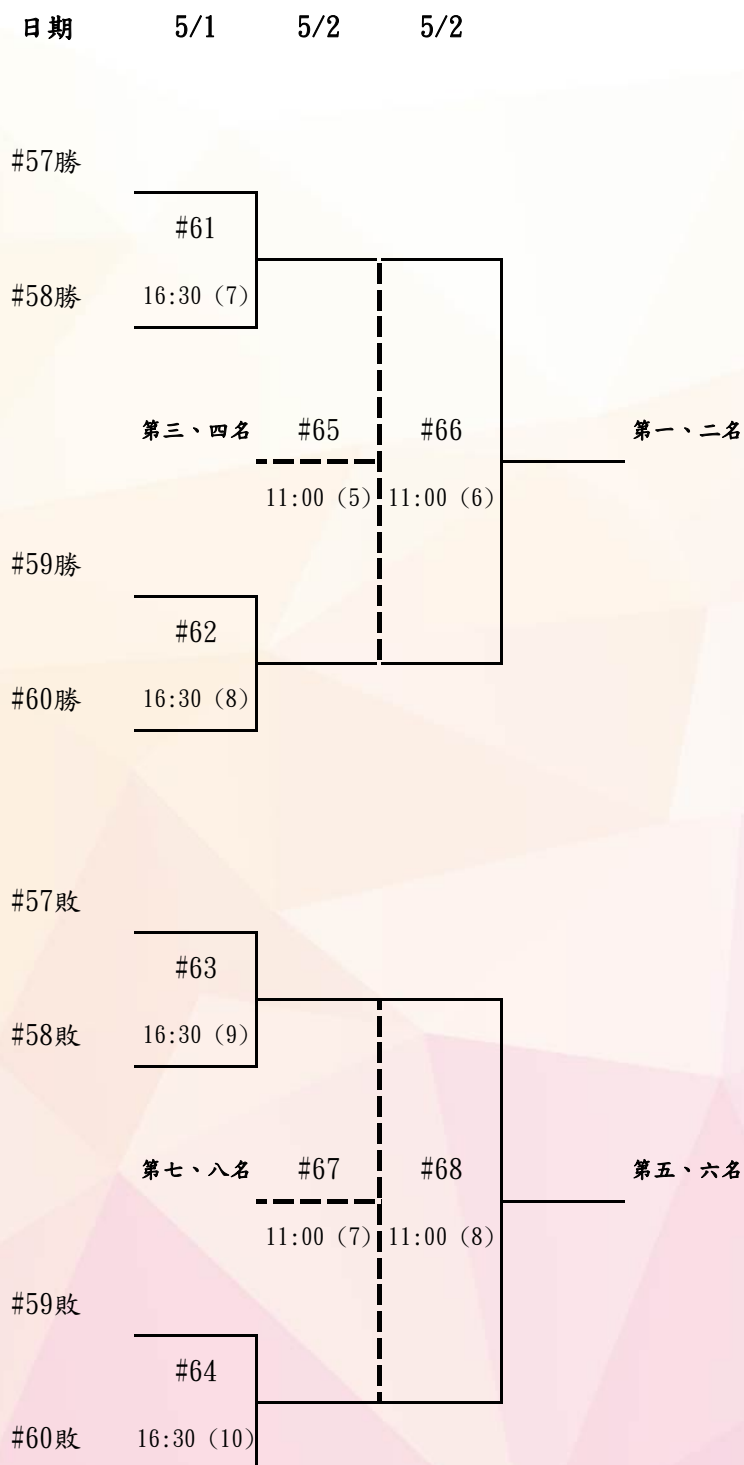 日期 5/1 5/2 5/2
#57勝
#61
#58勝 16:30 (7)
第三、四名 #65 #66 第一、二名
11:00 (5) 11:00 (6)
#59勝
#62
#60勝 16:30 (8)
#57敗
#63
#58敗 16:30 (9)
第七、八名 #67 #68 第五、六名
11:00 (7) 11:00 (8)
#59敗
#64
#60敗 16:30 (10)